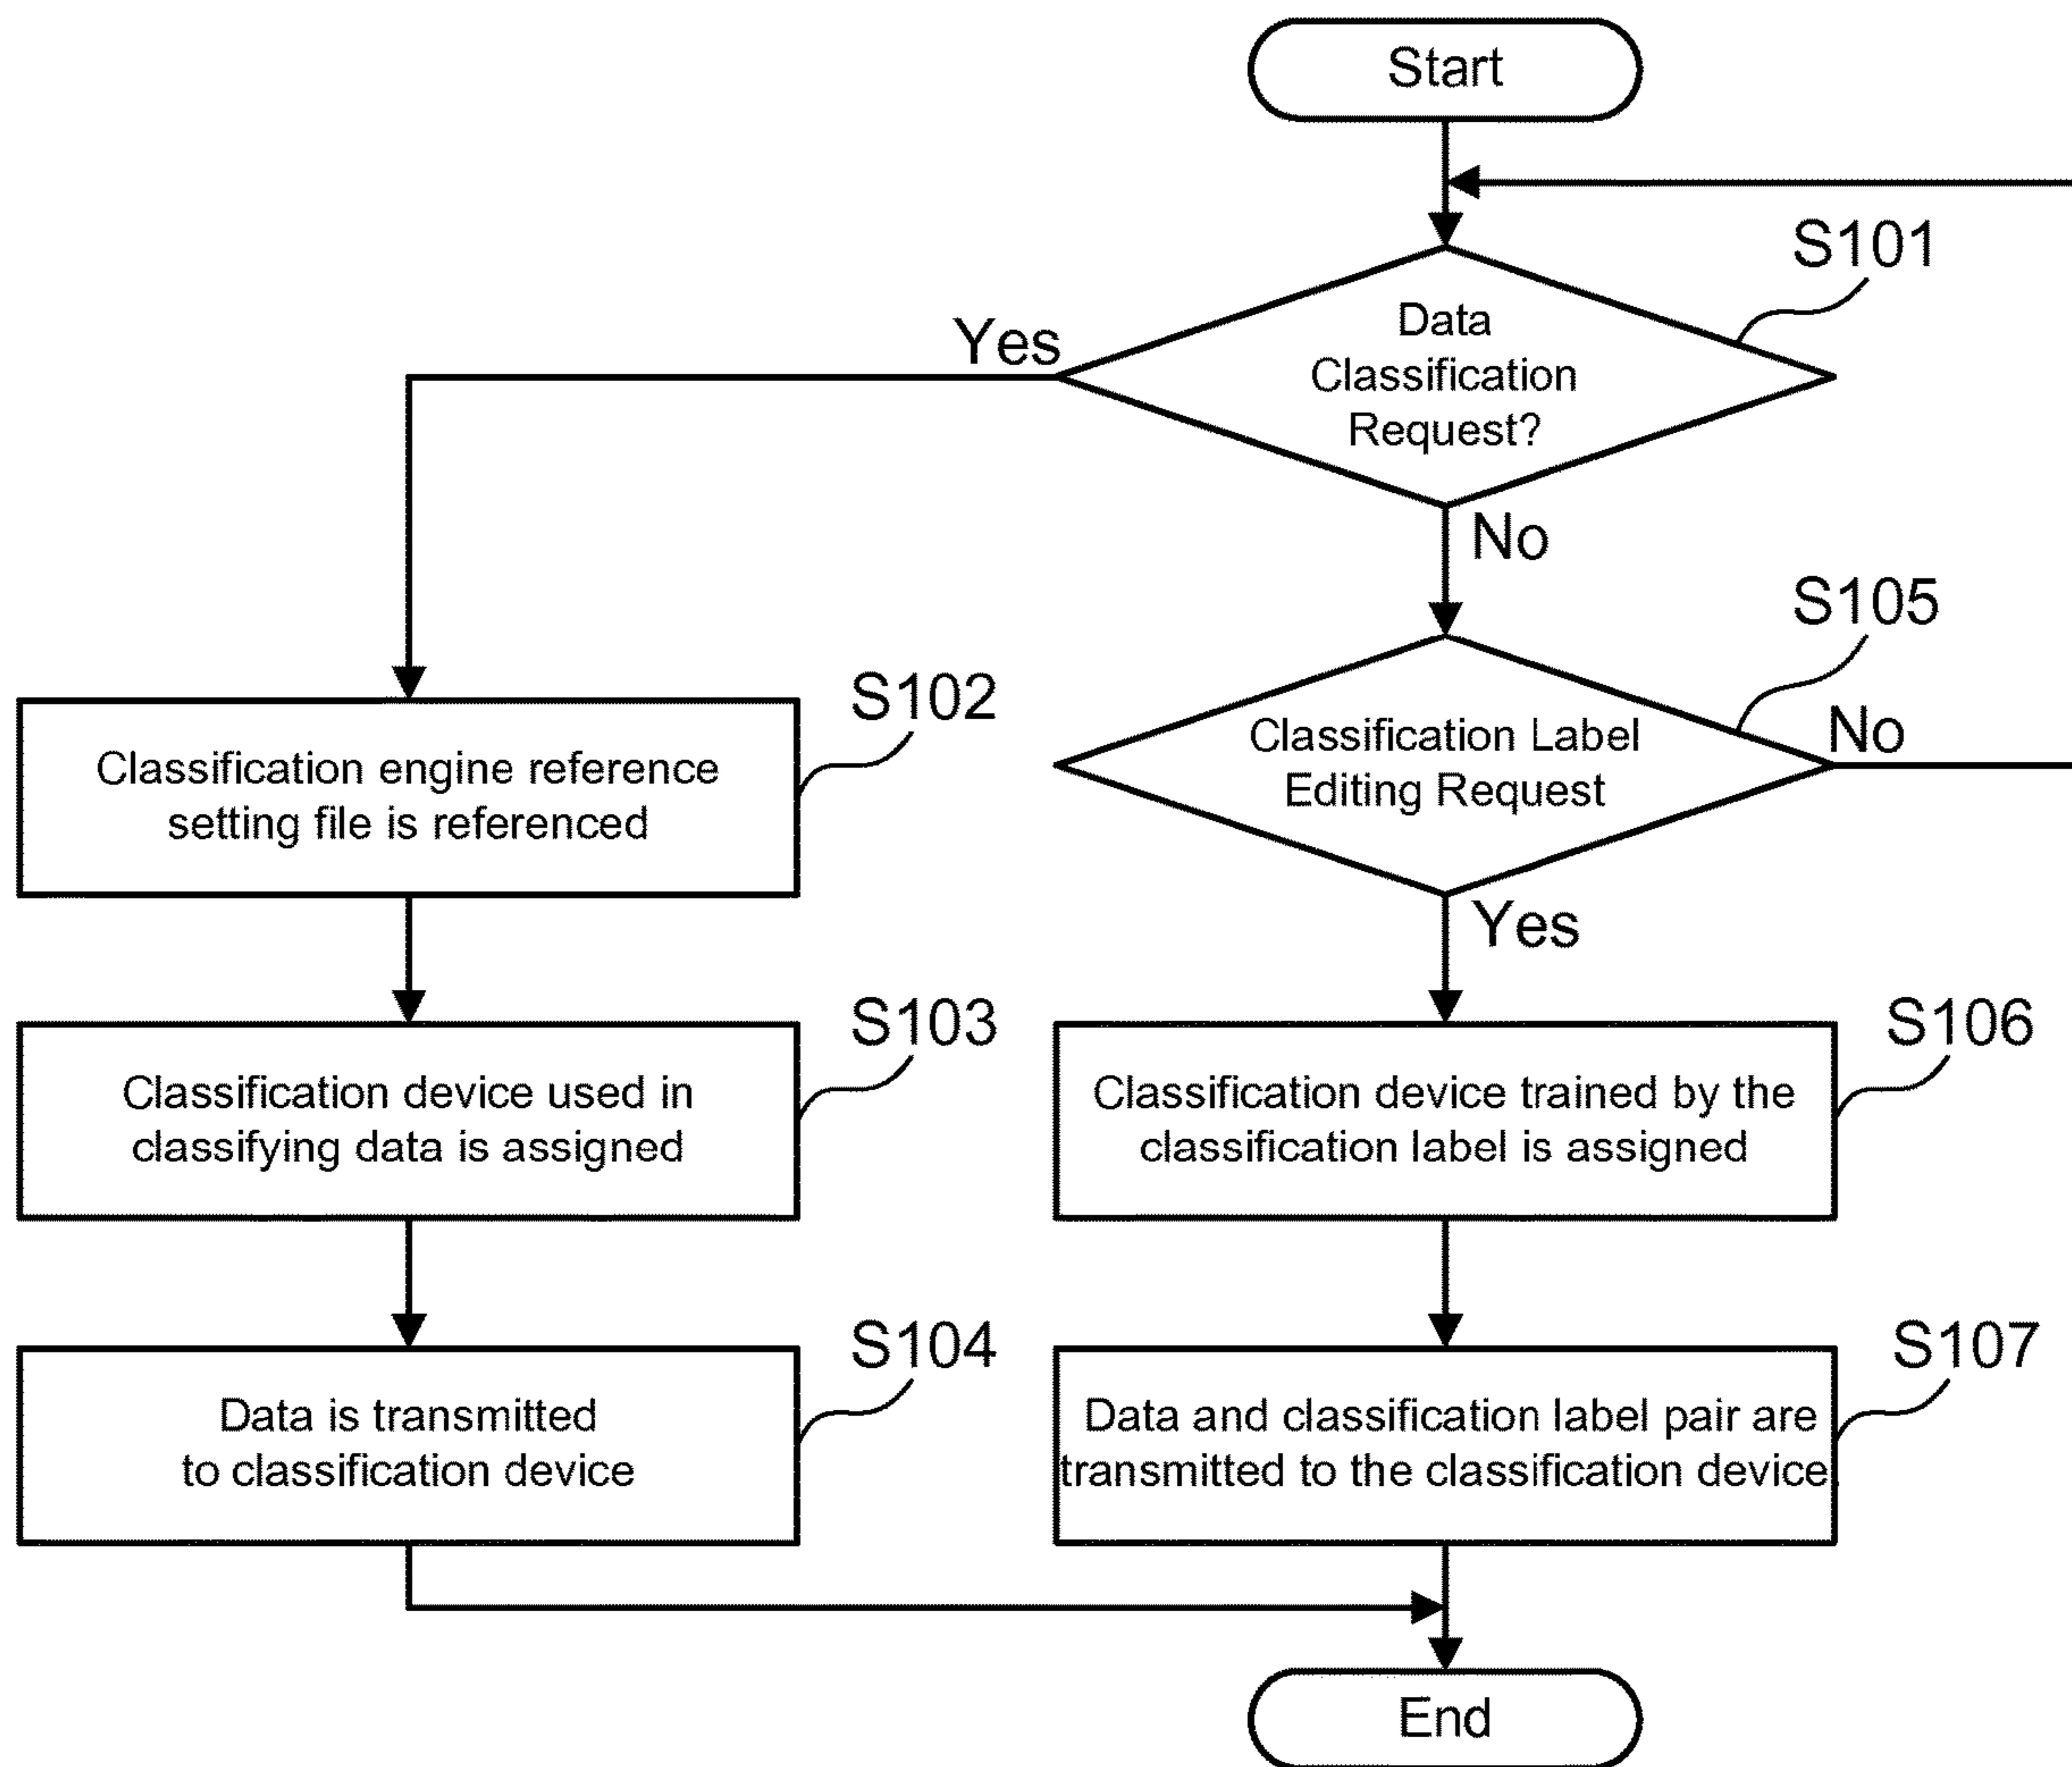 Start
S101
Data
Classification
Request?
Yes
No
S105
Classification Label
Editing Request
No
Yes
S102
Classification engine reference
setting file is referenced
S103
Classification device used in
classifying data is assigned
S106
Classification device trained by the
classification label is assigned
S104
Data is transmitted
to classification device
S107
Data and classification label pair are
transmitted to the classification device.
End